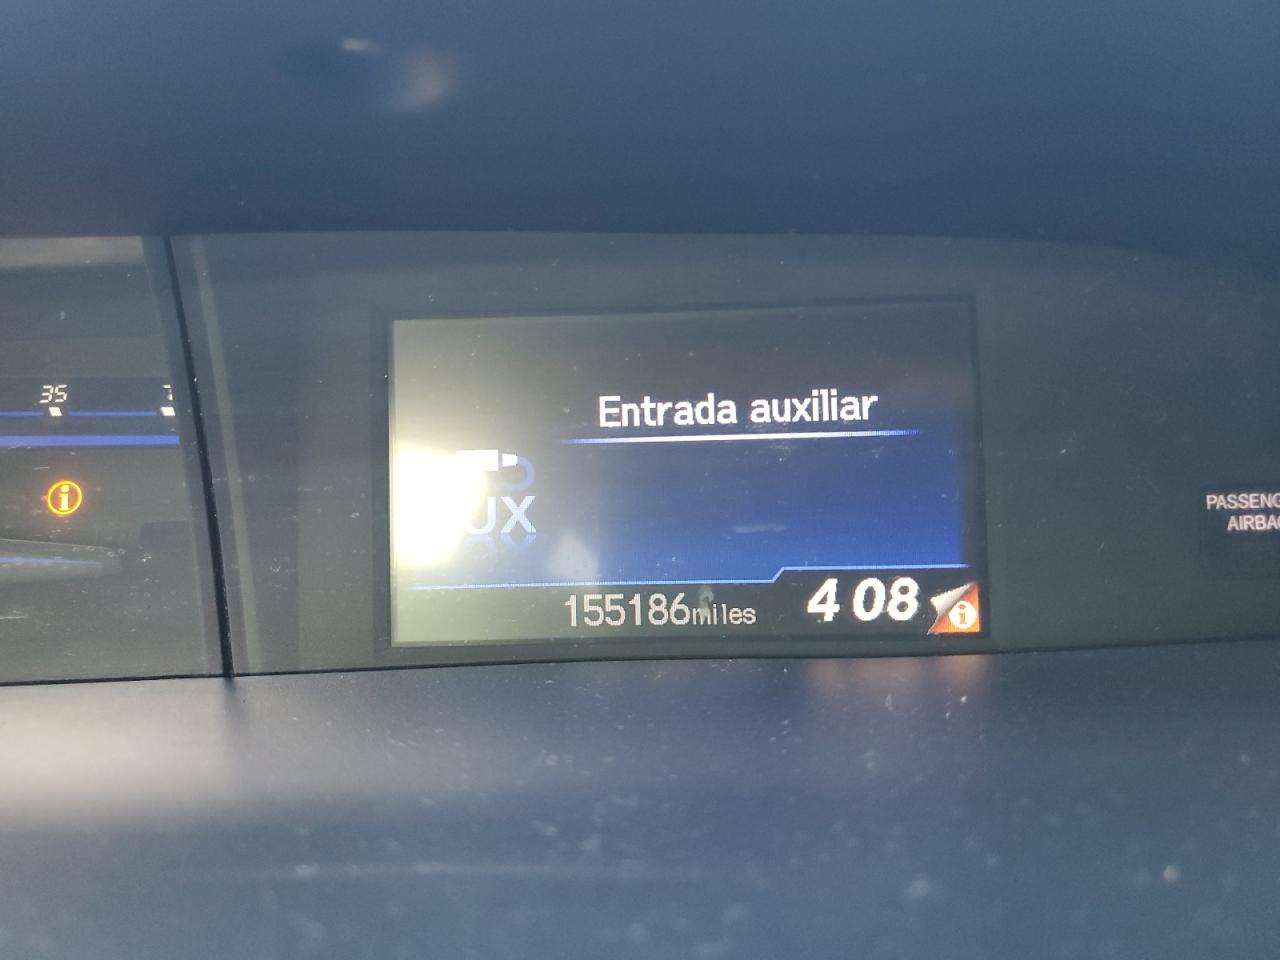 35
Entrada auxiliar
UX
155186miles
4 08
PASSENG
AIRBAG